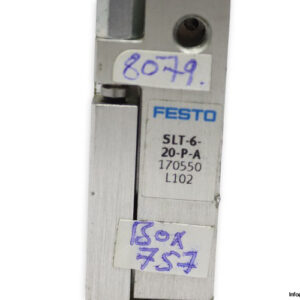 8079.
FESTO
SLT-6-
20-P-A
170550
L102
BOX
757